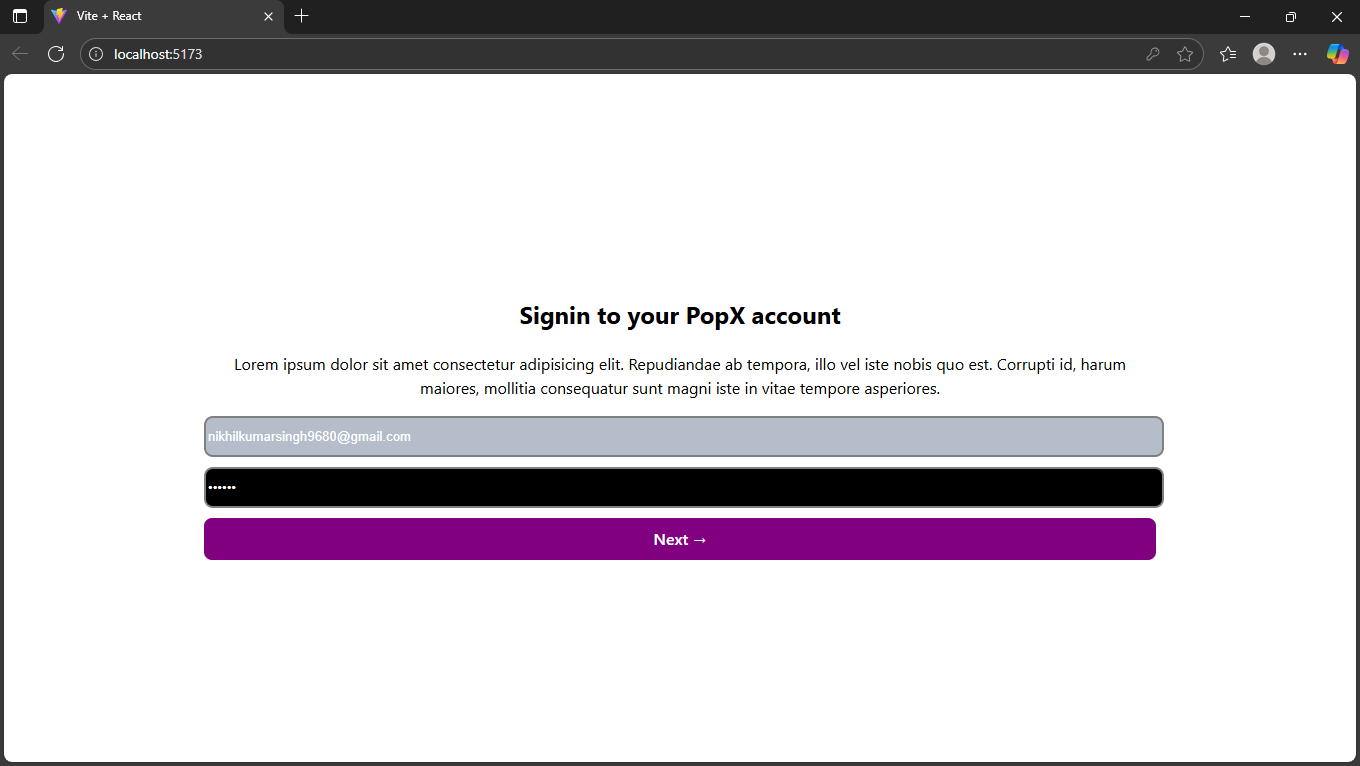 Vite + React
localhost:5173
Signin to your PopX account
Lorem ipsum dolor sit amet consectetur adipisicing elit. Repudiandae ab tempora, illo vel iste nobis quo est. Corrupti id, harum
maiores, mollitia consequatur sunt magni iste in vitae tempore asperiores.
nikhilkumarsingh9680@gmail.com
••••••
Next →